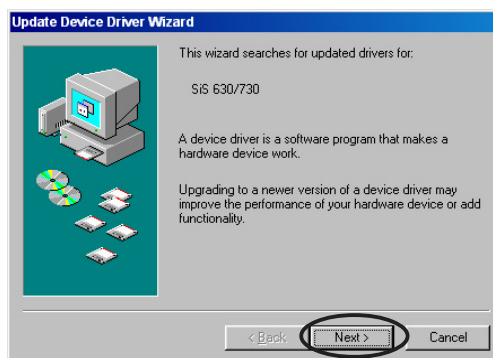 Update Device Driver Wizard
This wizard searches for updated drivers for:
SiS 630/730
A device driver is a software program that makes a
hardware device work.
Upgrading to a newer version of a device driver may
improve the performance of your hardware device or add
functionality.
< Back
Next >
Cancel